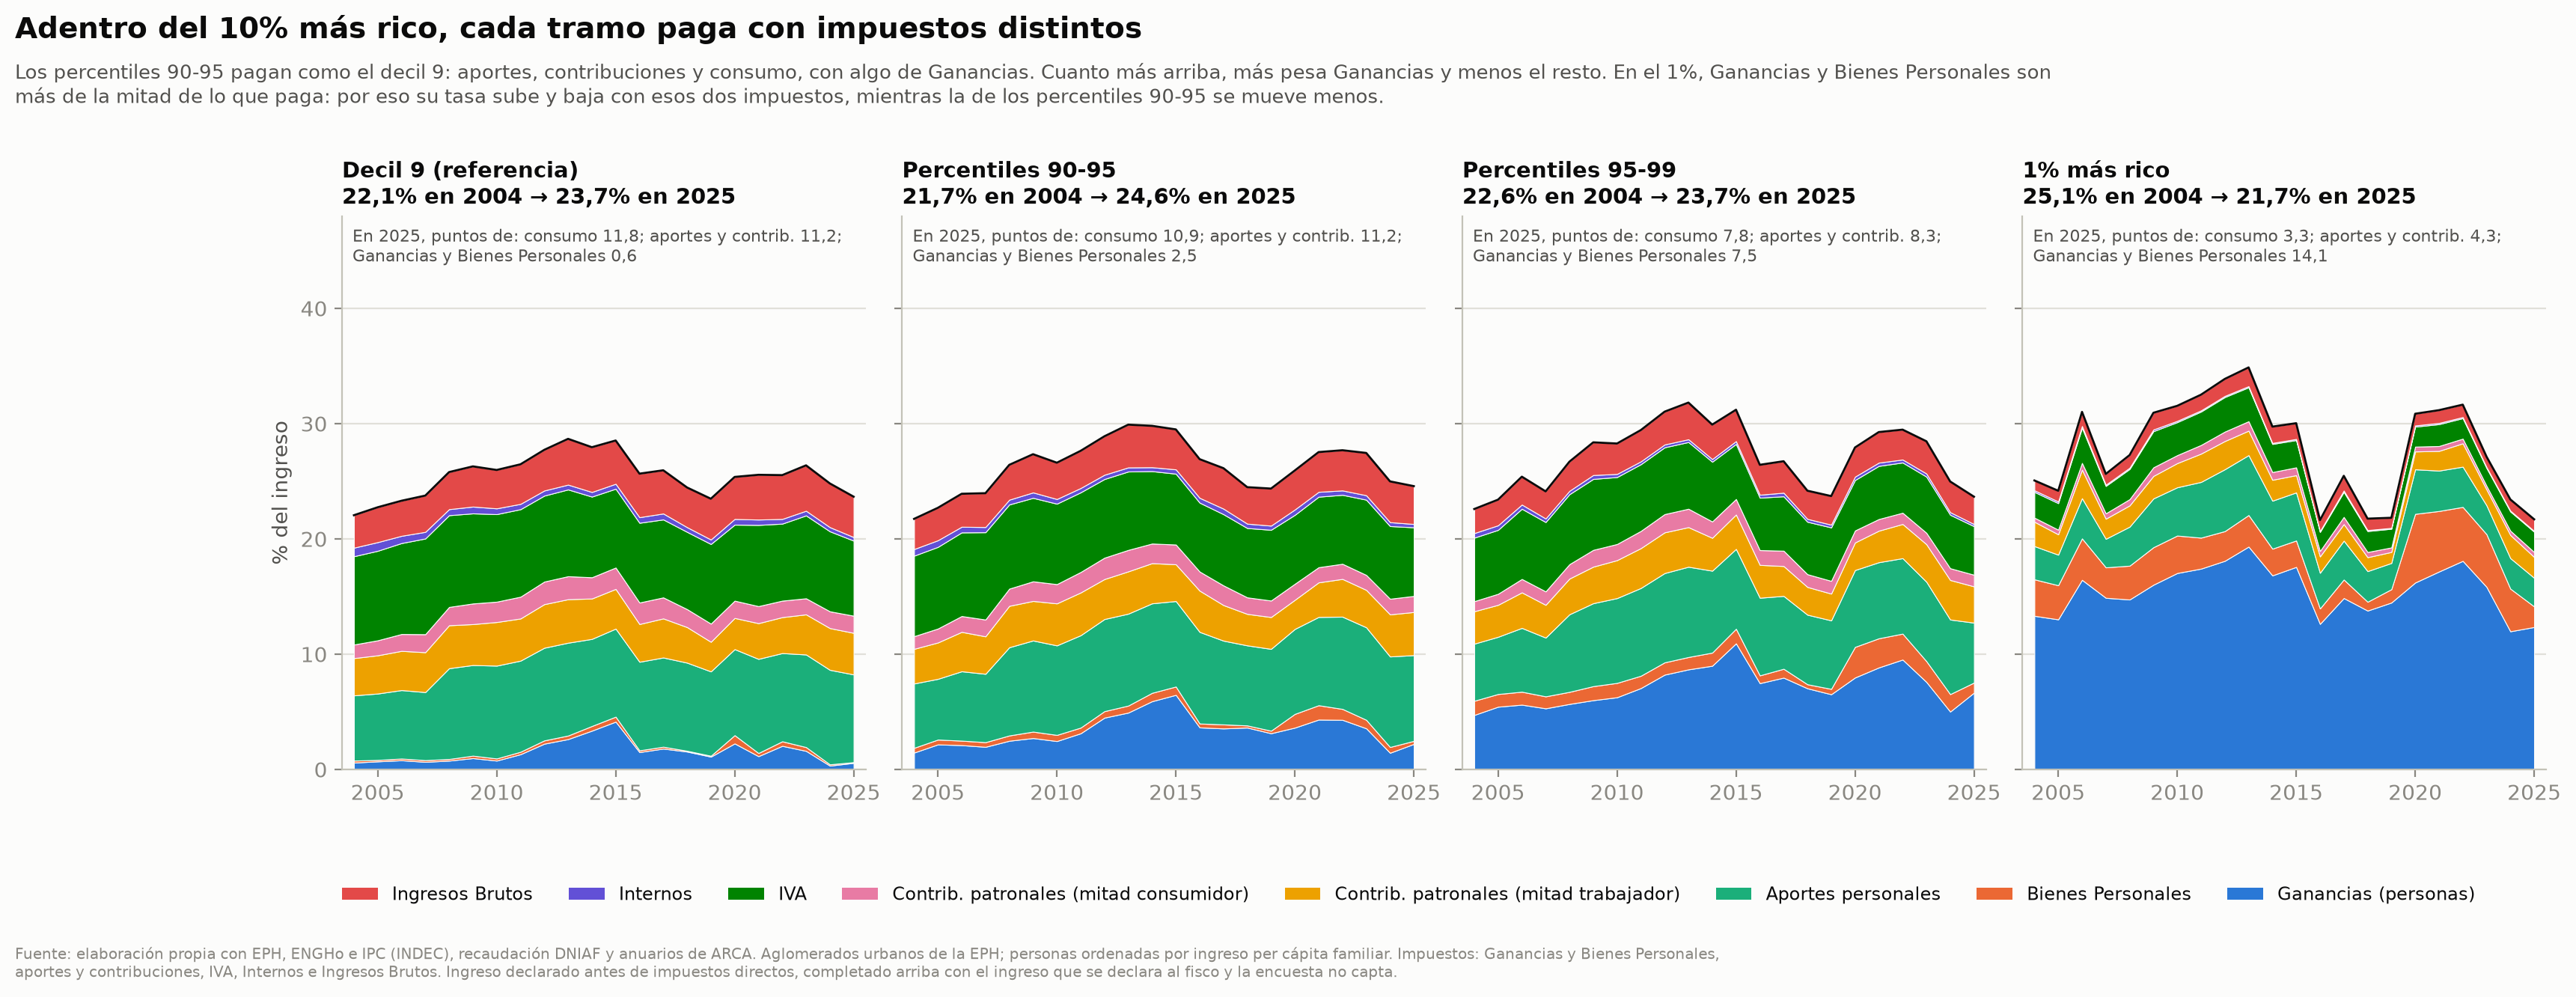 Adentro del 10% más rico, cada tramo paga con impuestos distintos
Los percentiles 90-95 pagan como el decil 9: aportes, contribuciones y consumo, con algo de Ganancias. Cuanto más arriba, más pesa Ganancias y menos el resto. En el 1%, Ganancias y Bienes Personales son
más de la mitad de lo que paga: por eso su tasa sube y baja con esos dos impuestos, mientras la de los percentiles 90-95 se mueve menos.
Decil 9 (referencia)
22,1% en 2004 → 23,7% en 2025
En 2025, puntos de: consumo 11,8; aportes y contrib. 11,2;
Ganancias y Bienes Personales 0,6
Percentiles 90-95
21,7% en 2004 → 24,6% en 2025
En 2025, puntos de: consumo 10,9; aportes y contrib. 11,2;
Ganancias y Bienes Personales 2,5
Percentiles 95-99
22,6% en 2004 → 23,7% en 2025
En 2025, puntos de: consumo 7,8; aportes y contrib. 8,3;
Ganancias y Bienes Personales 7,5
1% más rico
25,1% en 2004 → 21,7% en 2025
En 2025, puntos de: consumo 3,3; aportes y contrib. 4,3;
Ganancias y Bienes Personales 14,1
% del ingreso
40
30
20
10
0
2005 2010 2015 2020 2025
2005 2010 2015 2020 2025
2005 2010 2015 2020 2025
2005 2010 2015 2020 2025
Ingresos Brutos Internos IVA Contrib. patronales (mitad consumidor) Contrib. patronales (mitad trabajador) Aportes personales Bienes Personales Ganancias (personas)
Fuente: elaboración propia con EPH, ENGHo e IPC (INDEC), recaudación DNIAF y anuarios de ARCA. Aglomerados urbanos de la EPH; personas ordenadas por ingreso per cápita familiar. Impuestos: Ganancias y Bienes Personales,
aportes y contribuciones, IVA, Internos e Ingresos Brutos. Ingreso declarado antes de impuestos directos, completado arriba con el ingreso que se declara al fisco y la encuesta no capta.